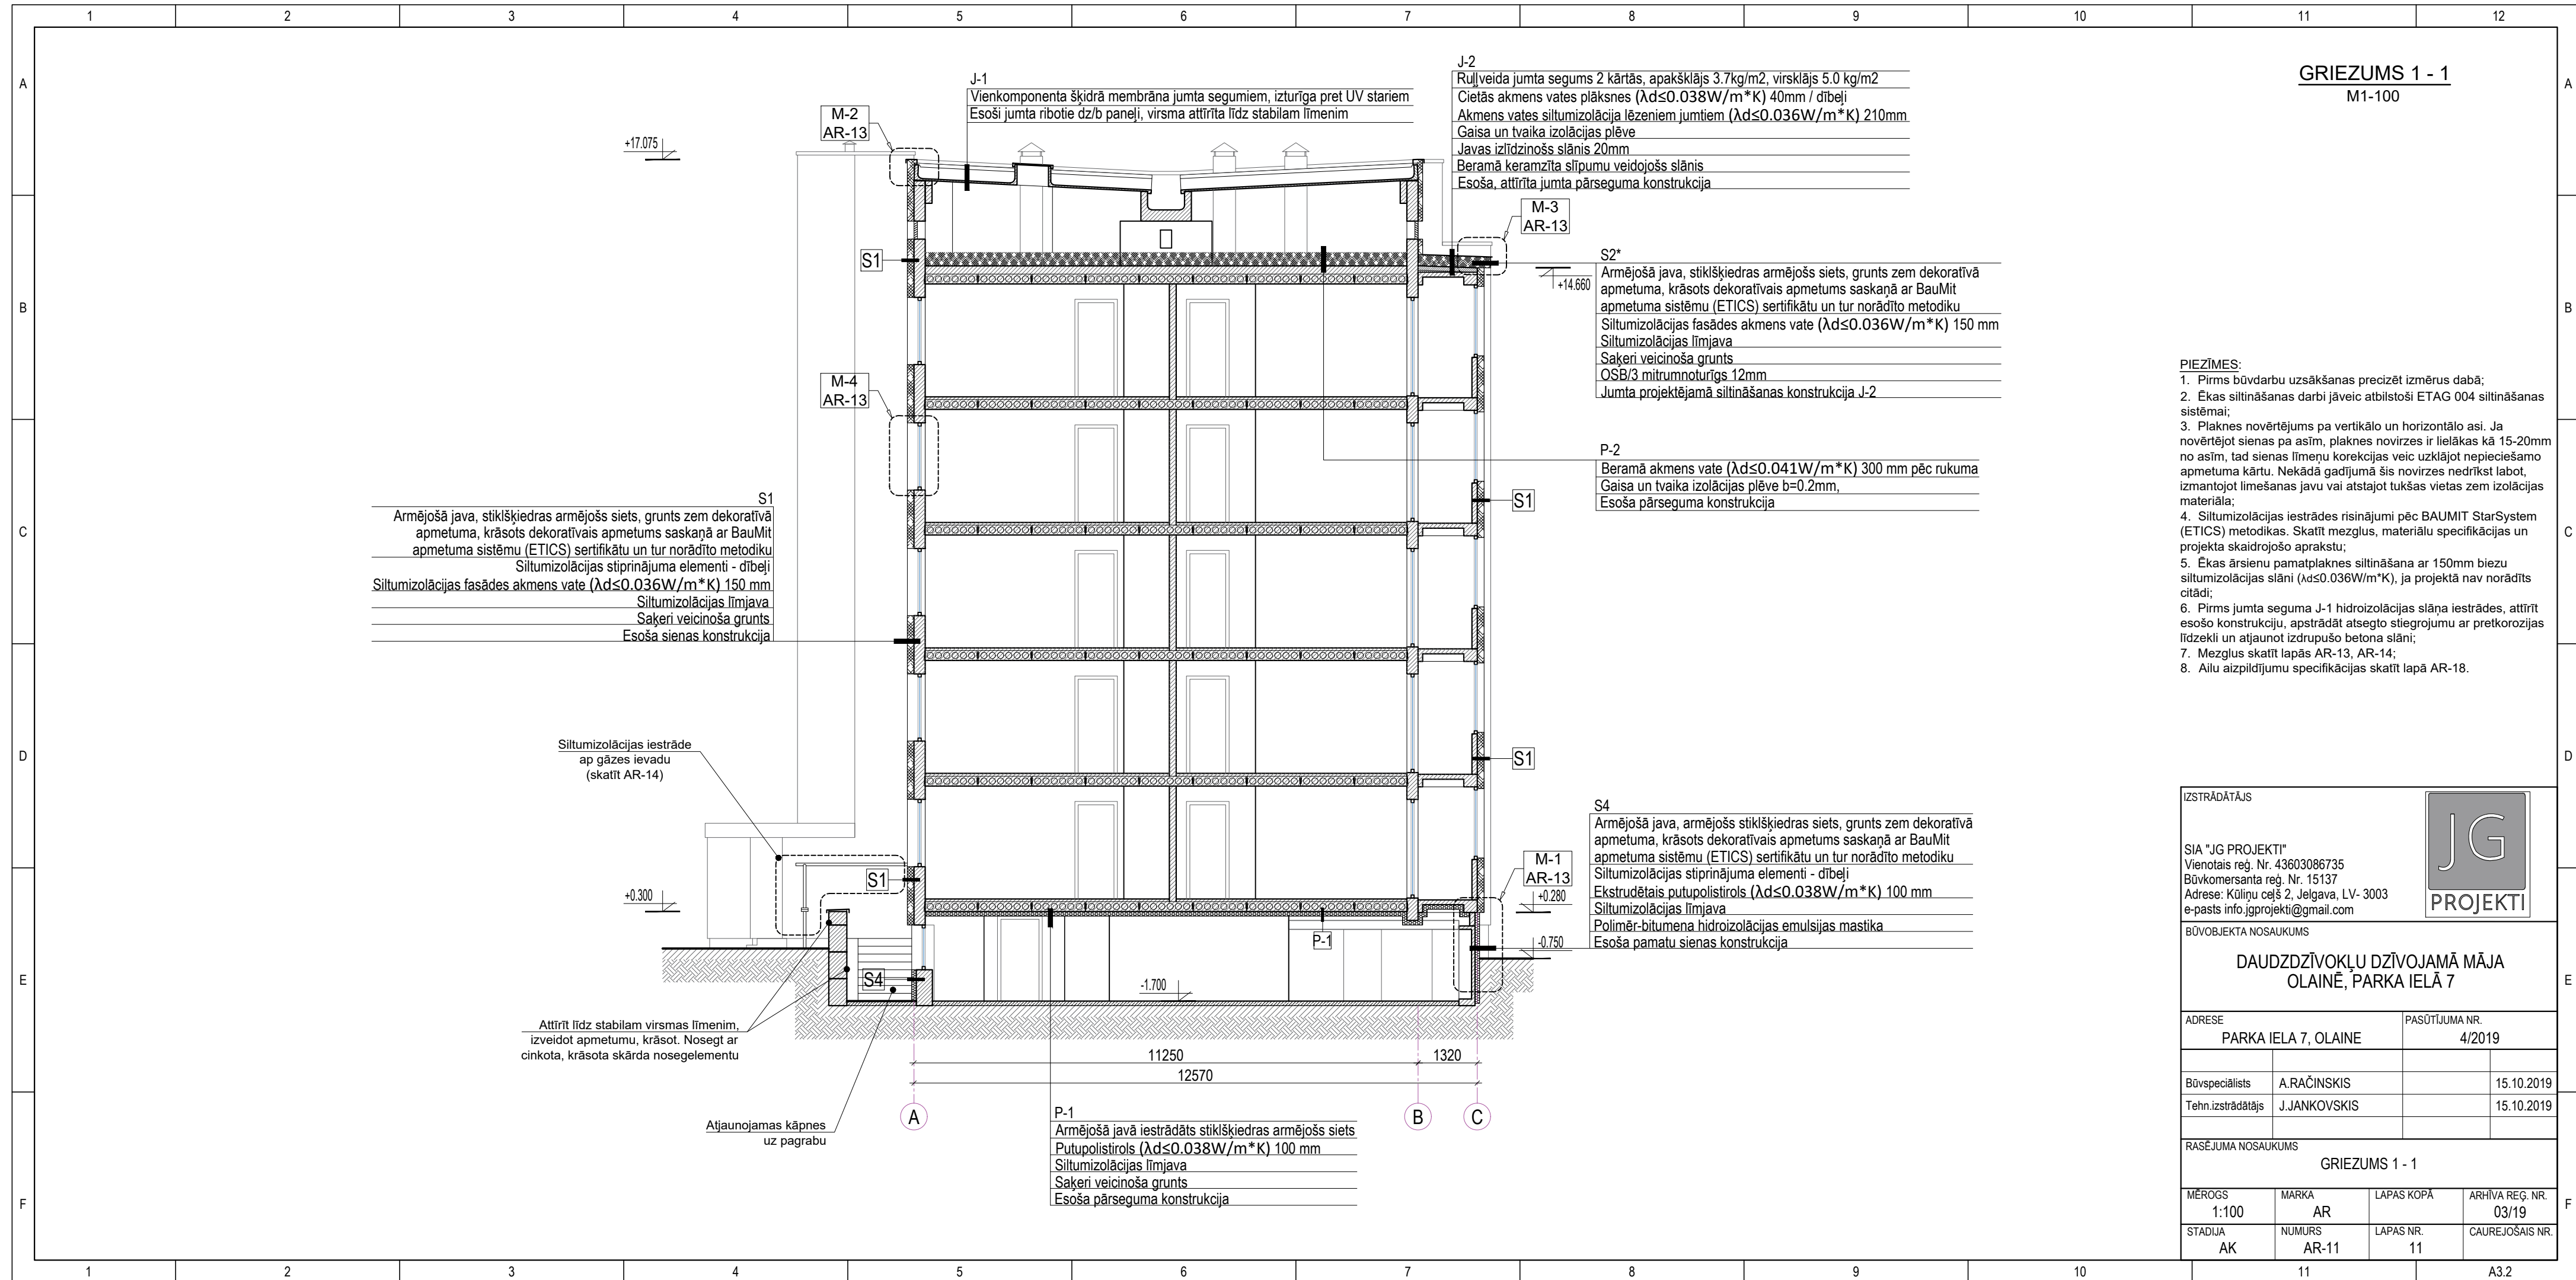 1 2 3 4 5 6 7 8 9 10 11 12
A
B
C
D
E
F
GRIEZUMS 1 - 1
M1-100
J-1
Vienkomponenta šķidrā membrāna jumta segumiem, izturīga pret UV stariem
Esoši jumta ribotie dz/b paneļi, virsma attīrīta līdz stabilam līmenim
J-2
Ruļļveida jumta segums 2 kārtās, apakšklājs 3.7kg/m2, virsklājs 5.0 kg/m2
Cietās akmens vates plāksnes (λd≤0.038W/m*K) 40mm / dībeļi
Akmens vates siltumizolācija lēzeniem jumtiem (λd≤0.036W/m*K) 210mm
Gaisa un tvaika izolācijas plēve
Javas izlīdzinošs slānis 20mm
Beramā keramzīta slīpumu veidojošs slānis
Esoša, attīrīta jumta pārseguma konstrukcija
M-2
AR-13
+17.075
M-3
AR-13
S1
+14.660
S2*
Armējošā java, stiklšķiedras armējošs siets, grunts zem dekoratīvā
apmetuma, krāsots dekoratīvais apmetums saskaņā ar BauMit
apmetuma sistēmu (ETICS) sertifikātu un tur norādīto metodiku
Siltumizolācijas fasādes akmens vate (λd≤0.036W/m*K) 150 mm
Siltumizolācijas līmjava
Saķeri veicinoša grunts
OSB/3 mitrumnoturīgs 12mm
Jumta projektējamā siltināšanas konstrukcija J-2
M-4
AR-13
P-2
Beramā akmens vate (λd≤0.041W/m*K) 300 mm pēc rukuma
Gaisa un tvaika izolācijas plēve b=0.2mm,
Esoša pārseguma konstrukcija
S1
S1
Armējošā java, stiklšķiedras armējošs siets, grunts zem dekoratīvā
apmetuma, krāsots dekoratīvais apmetums saskaņā ar BauMit
apmetuma sistēmu (ETICS) sertifikātu un tur norādīto metodiku
Siltumizolācijas stiprinājuma elementi - dībeļi
Siltumizolācijas fasādes akmens vate (λd≤0.036W/m*K) 150 mm
Siltumizolācijas līmjava
Saķeri veicinoša grunts
Esoša sienas konstrukcija
PIEZĪMES:
1. Pirms būvdarbu uzsākšanas precizēt izmērus dabā;
2. Ēkas siltināšanas darbi jāveic atbilstoši ETAG 004 siltināšanas
sistēmai;
3. Plaknes novērtējums pa vertikālo un horizontālo asi. Ja
novērtējot sienas pa asīm, plaknes novirzes ir lielākas kā 15-20mm
no asīm, tad sienas līmeņu korekcijas veic uzklājot nepieciešamo
apmetuma kārtu. Nekādā gadījumā šis novirzes nedrīkst labot,
izmantojot limešanas javu vai atstajot tukšas vietas zem izolācijas
materiāla;
4. Siltumizolācijas iestrādes risinājumi pēc BAUMIT StarSystem
(ETICS) metodikas. Skatīt mezglus, materiālu specifikācijas un
projekta skaidrojošo aprakstu;
5. Ēkas ārsienu pamatplaknes siltināšana ar 150mm biezu
siltumizolācijas slāni (λd≤0.036W/m*K), ja projektā nav norādīts
citādi;
6. Pirms jumta seguma J-1 hidroizolācijas slāņa iestrādes, attīrīt
esošo konstrukciju, apstrādāt atsegto stiegrojumu ar pretkorozijas
līdzekli un atjaunot izdrupušo betona slāni;
7. Mezglus skatīt lapās AR-13, AR-14;
8. Ailu aizpildījumu specifikācijas skatīt lapā AR-18.
Siltumizolācijas iestrāde
ap gāzes ievadu
(skatīt AR-14)
S1
S4
Armējošā java, armējošs stiklšķiedras siets, grunts zem dekoratīvā
apmetuma, krāsots dekoratīvais apmetums saskaņā ar BauMit
apmetuma sistēmu (ETICS) sertifikātu un tur norādīto metodiku
Siltumizolācijas stiprinājuma elementi - dībeļi
Ekstrudētais putupolistirols (λd≤0.038W/m*K) 100 mm
Siltumizolācijas līmjava
Polimēr-bitumena hidroizolācijas emulsijas mastika
Esoša pamatu sienas konstrukcija
M-1
AR-13
S1
+0.300
+0.280
-0.750
P-1
S4
-1.700
Attīrīt līdz stabilam virsmas līmenim,
izveidot apmetumu, krāsot. Nosegt ar
cinkota, krāsota skārda nosegelementu
11250 1320
12570
A B C
Atjaunojamas kāpnes
uz pagrabu
P-1
Armējošā javā iestrādāts stiklšķiedras armējošs siets
Putupolistirols (λd≤0.038W/m*K) 100 mm
Siltumizolācijas līmjava
Saķeri veicinoša grunts
Esoša pārseguma konstrukcija
IZSTRĀDĀTĀJS
SIA "JG PROJEKTI"
Vienotais reģ. Nr. 43603086735
Būvkomersanta reģ. Nr. 15137
Adrese: Kūliņu ceļš 2, Jelgava, LV- 3003
e-pasts info.jgprojekti@gmail.com
JG
PROJEKTI
BŪVOBJEKTA NOSAUKUMS
DAUDZDZĪVOKĻU DZĪVOJAMĀ MĀJA
OLAINĒ, PARKA IELĀ 7
ADRESE PASŪTĪJUMA NR.
PARKA IELA 7, OLAINE 4/2019
Būvspeciālists A.RAČINSKIS 15.10.2019
Tehn.izstrādātājs J.JANKOVSKIS 15.10.2019
RASĒJUMA NOSAUKUMS
GRIEZUMS 1 - 1
MĒROGS MARKA LAPAS KOPĀ ARHĪVA REĢ. NR.
1:100 AR 03/19
STADIJA NUMURS LAPAS NR. CAUREJOŠAIS NR.
AK AR-11 11
A
B
C
D
E
F
1 2 3 4 5 6 7 8 9 10 11 A3.2